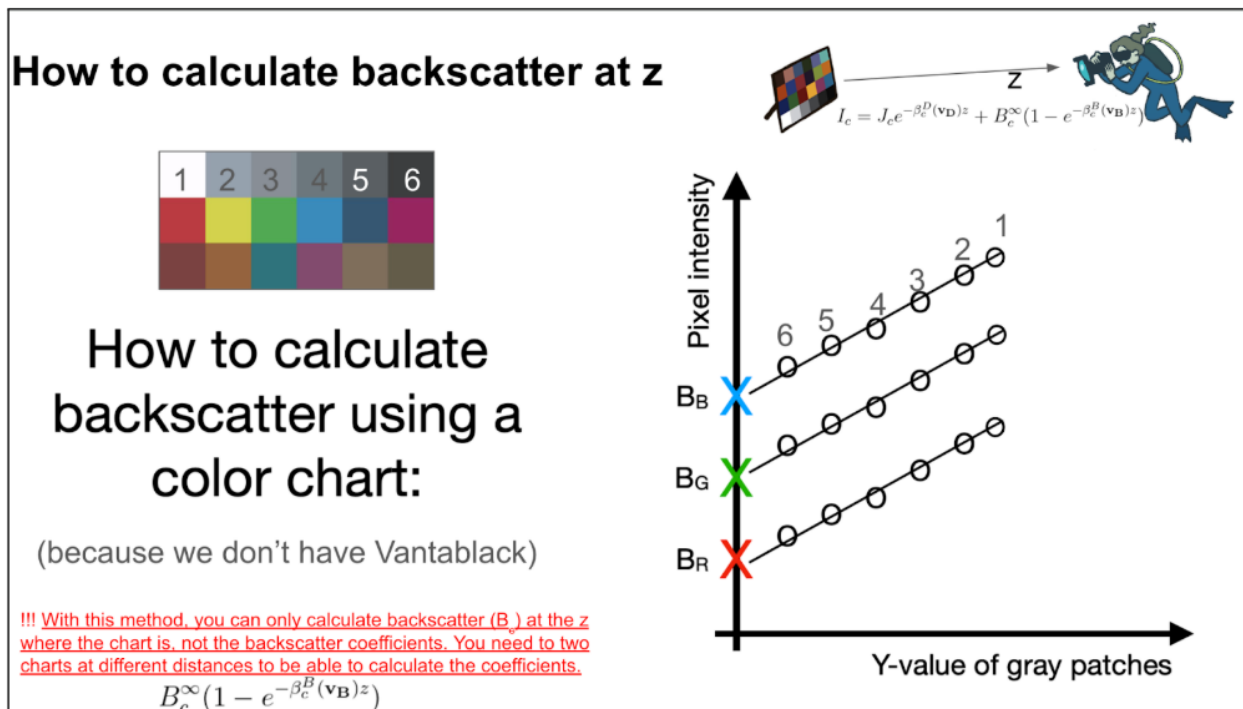 How to calculate backscatter at z
z
I_c = J_c e^{-β_c^D(v_D)z} + B_c^∞(1 - e^{-β_c^B(v_B)z})
1 2 3 4 5 6
How to calculate
backscatter using a
color chart:
(because we don't have Vantablack)
!!! With this method, you can only calculate backscatter (B_c) at the z
where the chart is, not the backscatter coefficients. You need to two
charts at different distances to be able to calculate the coefficients.
B_c^∞(1 - e^{-β_c^B(v_B)z})
Pixel intensity
6 5 4 3 2 1
B_B
B_G
B_R
Y-value of gray patches